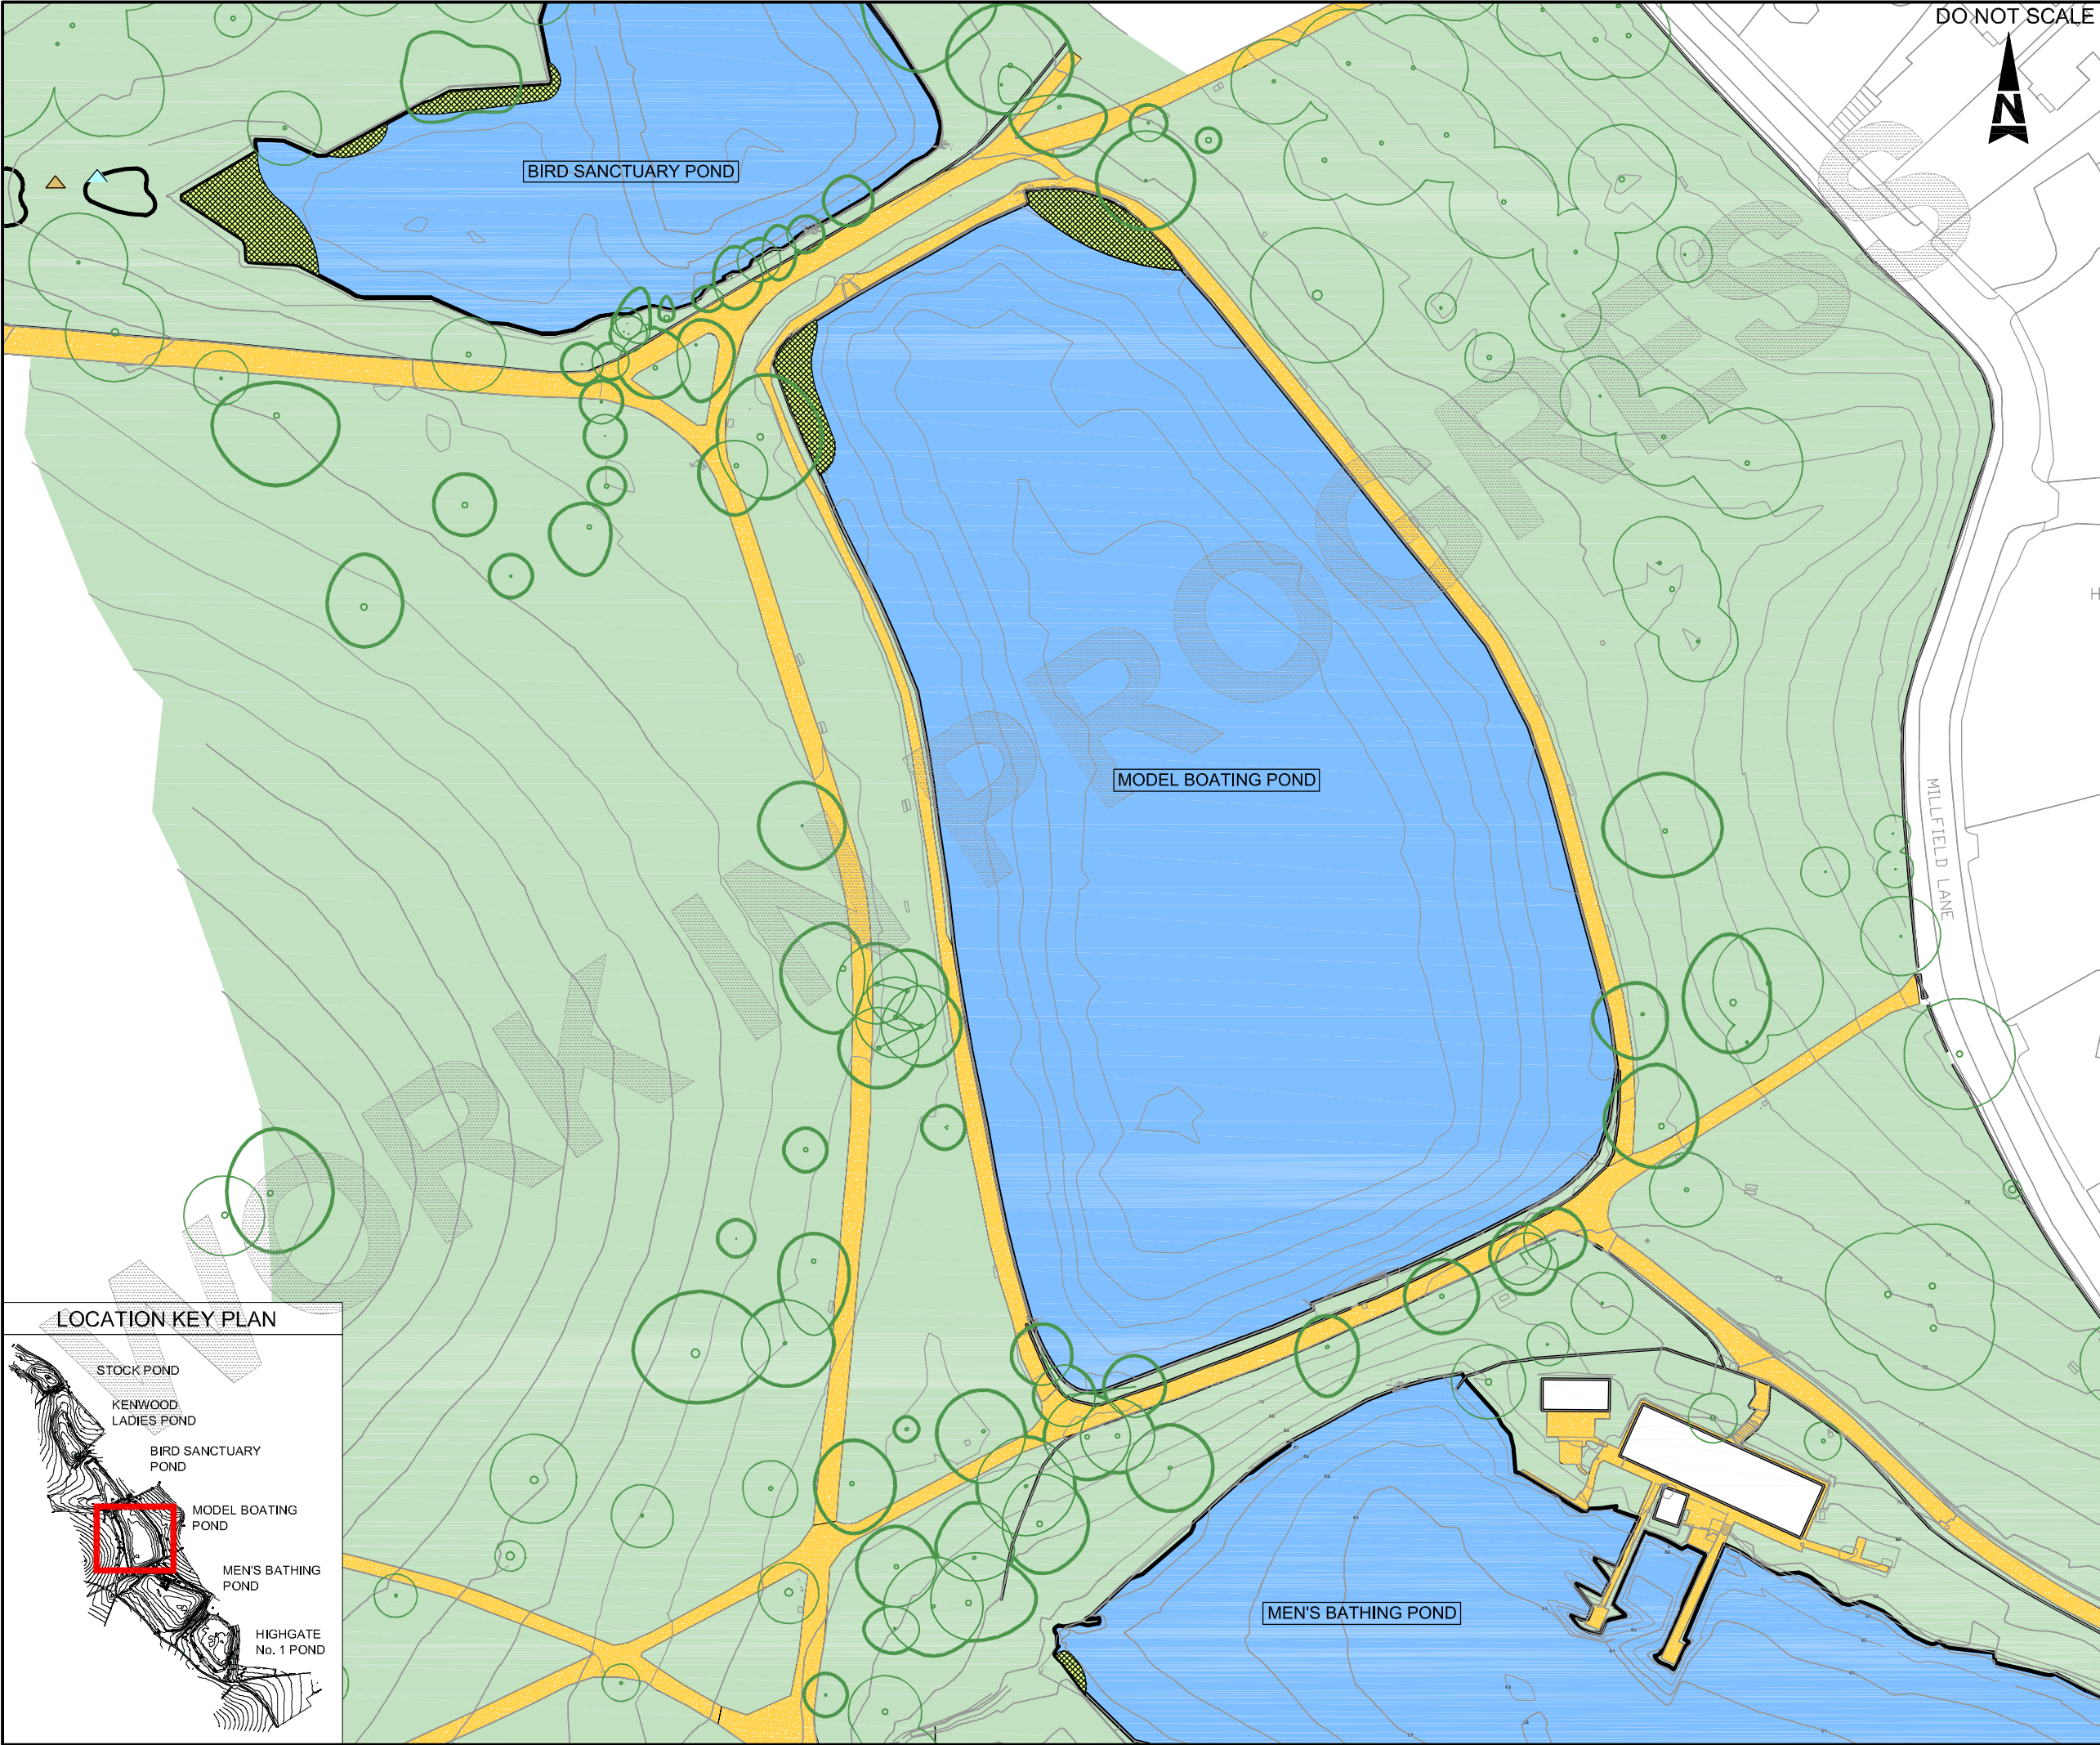 DO NOT SCALE
N
BIRD SANCTUARY POND
MODEL BOATING POND
MILLFIELD LANE
WORK IN PROGRESS
LOCATION KEY PLAN
STOCK POND
KENWOOD
LADIES POND
BIRD SANCTUARY
POND
MODEL BOATING
POND
MEN'S BATHING
POND
HIGHGATE
No. 1 POND
MEN'S BATHING POND